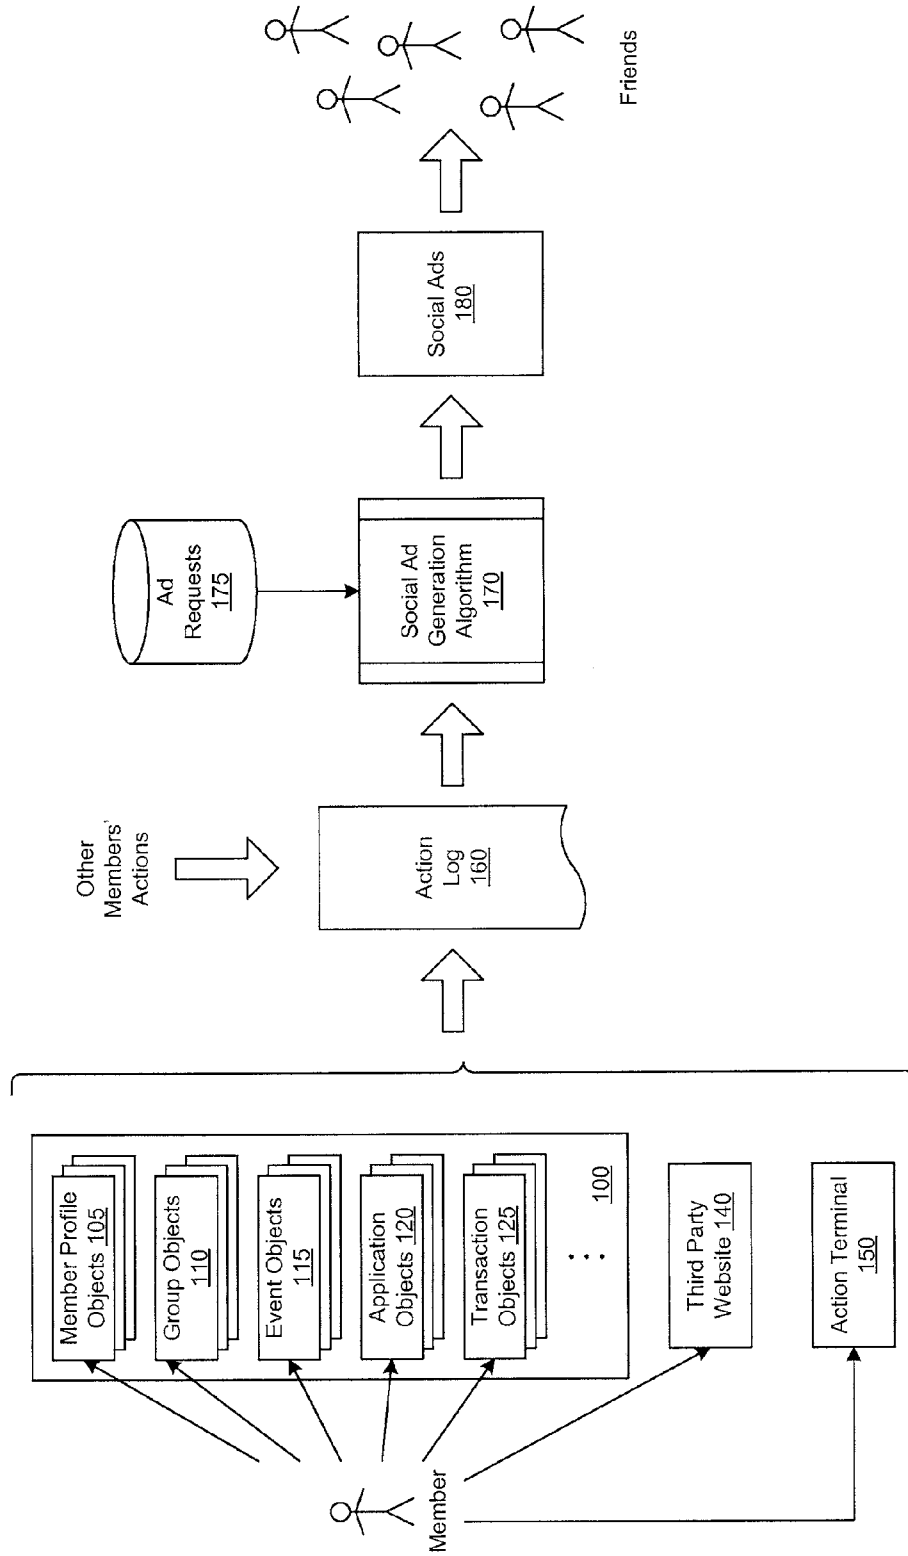 Member
Member Profile
Objects 105
Group Objects
110
Event Objects
115
Application
Objects 120
Transaction
Objects 125
100
Third Party
Website 140
Action Terminal
150
Other
Members'
Actions
Action
Log
160
Ad
Requests
175
Social Ad
Generation
Algorithm
170
Social Ads
180
Friends